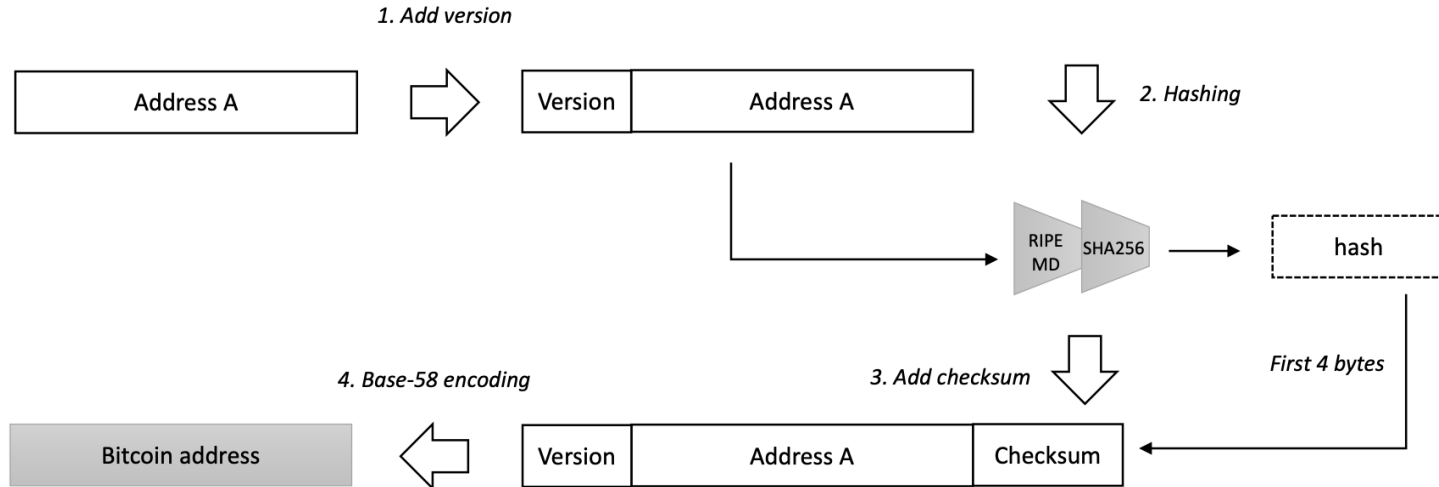 1. Add version
Address A
Version
Address A
2. Hashing
RIPE
MD
SHA256
hash
First 4 bytes
3. Add checksum
4. Base-58 encoding
Bitcoin address
Version
Address A
Checksum